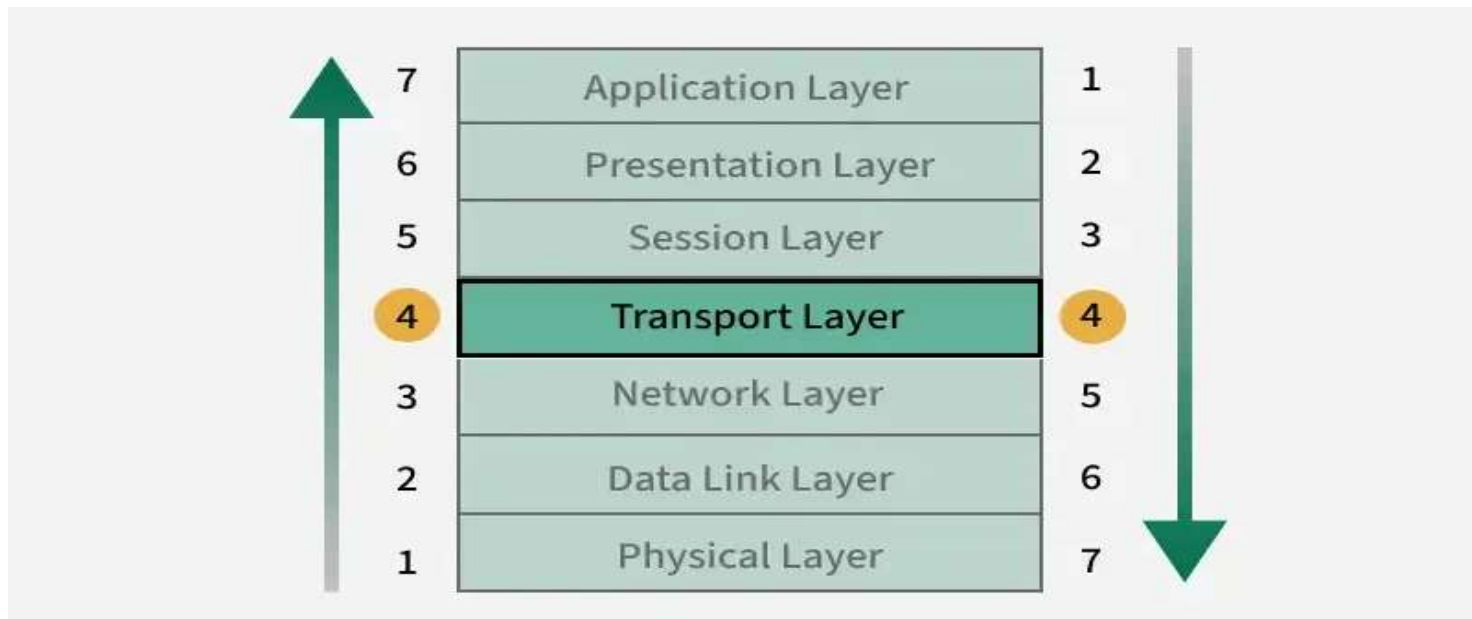 7 Application Layer 1
6 Presentation Layer 2
5 Session Layer 3
4 Transport Layer 4
3 Network Layer 5
2 Data Link Layer 6
1 Physical Layer 7